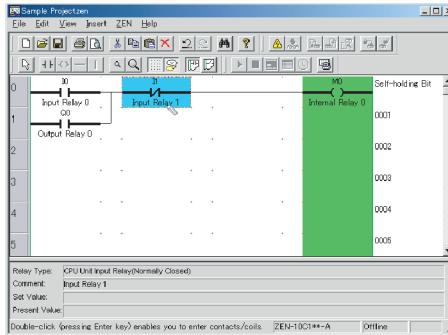 Sample Project.zen
File Edit View Insert ZEN Help
0 I0 I1 M0 Self-holding Bit
Input Relay 0 Input Relay 1 Internal Relay 0
1 Q0 0001
Output Relay 0
2 0002
3 0003
4 0004
5 0005
Relay Type: CPU Unit Input Relay(Normally Closed)
Comment: Input Relay 1
Set Value:
Present Value:
Double-click (pressing Enter key) enables you to enter contacts/coils. ZEN-10C1**-A Offline